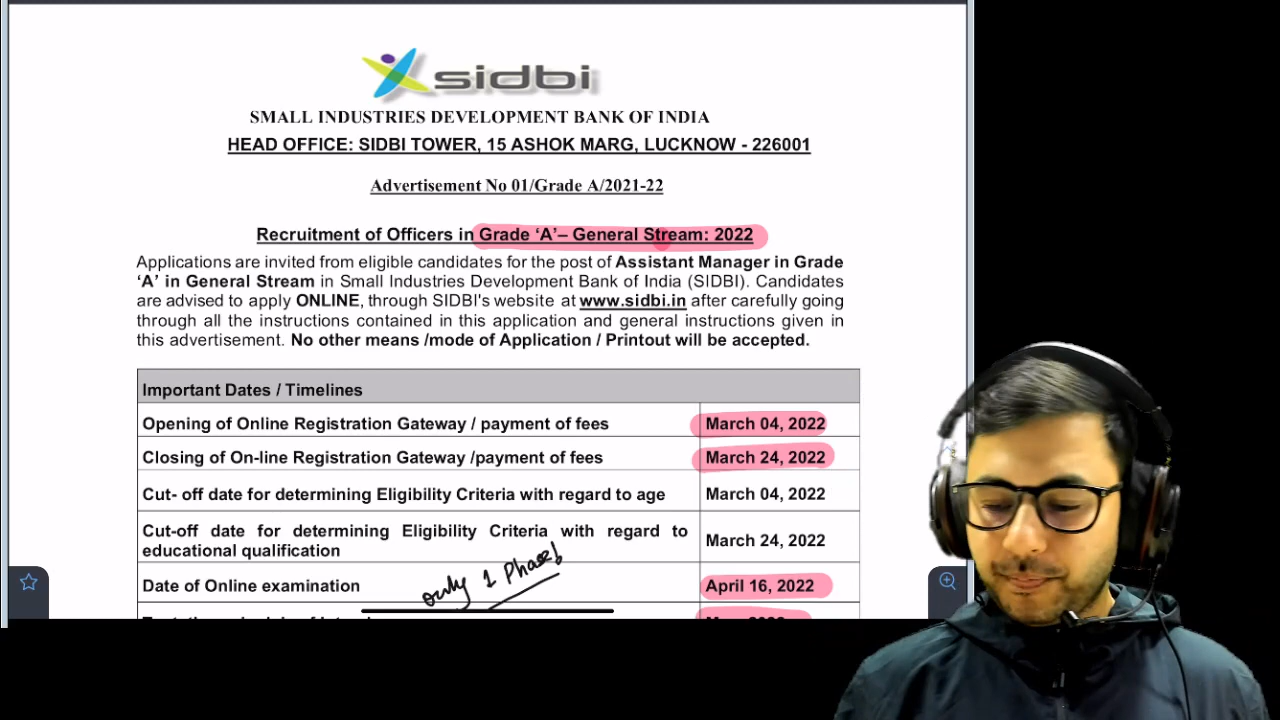 sidbi
SMALL INDUSTRIES DEVELOPMENT BANK OF INDIA
HEAD OFFICE: SIDBI TOWER, 15 ASHOK MARG, LUCKNOW - 226001
Advertisement No 01/Grade A/2021-22
Recruitment of Officers in Grade ‘A’– General Stream: 2022
Applications are invited from eligible candidates for the post of Assistant Manager in Grade
‘A’ in General Stream in Small Industries Development Bank of India (SIDBI). Candidates
are advised to apply ONLINE, through SIDBI's website at www.sidbi.in after carefully going
through all the instructions contained in this application and general instructions given in
this advertisement. No other means /mode of Application / Printout will be accepted.
Important Dates / Timelines
Opening of Online Registration Gateway / payment of fees March 04, 2022
Closing of On-line Registration Gateway /payment of fees March 24, 2022
Cut- off date for determining Eligibility Criteria with regard to age March 04, 2022
Cut-off date for determining Eligibility Criteria with regard to
educational qualification March 24, 2022
only 1 Phase!
Date of Online examination April 16, 2022